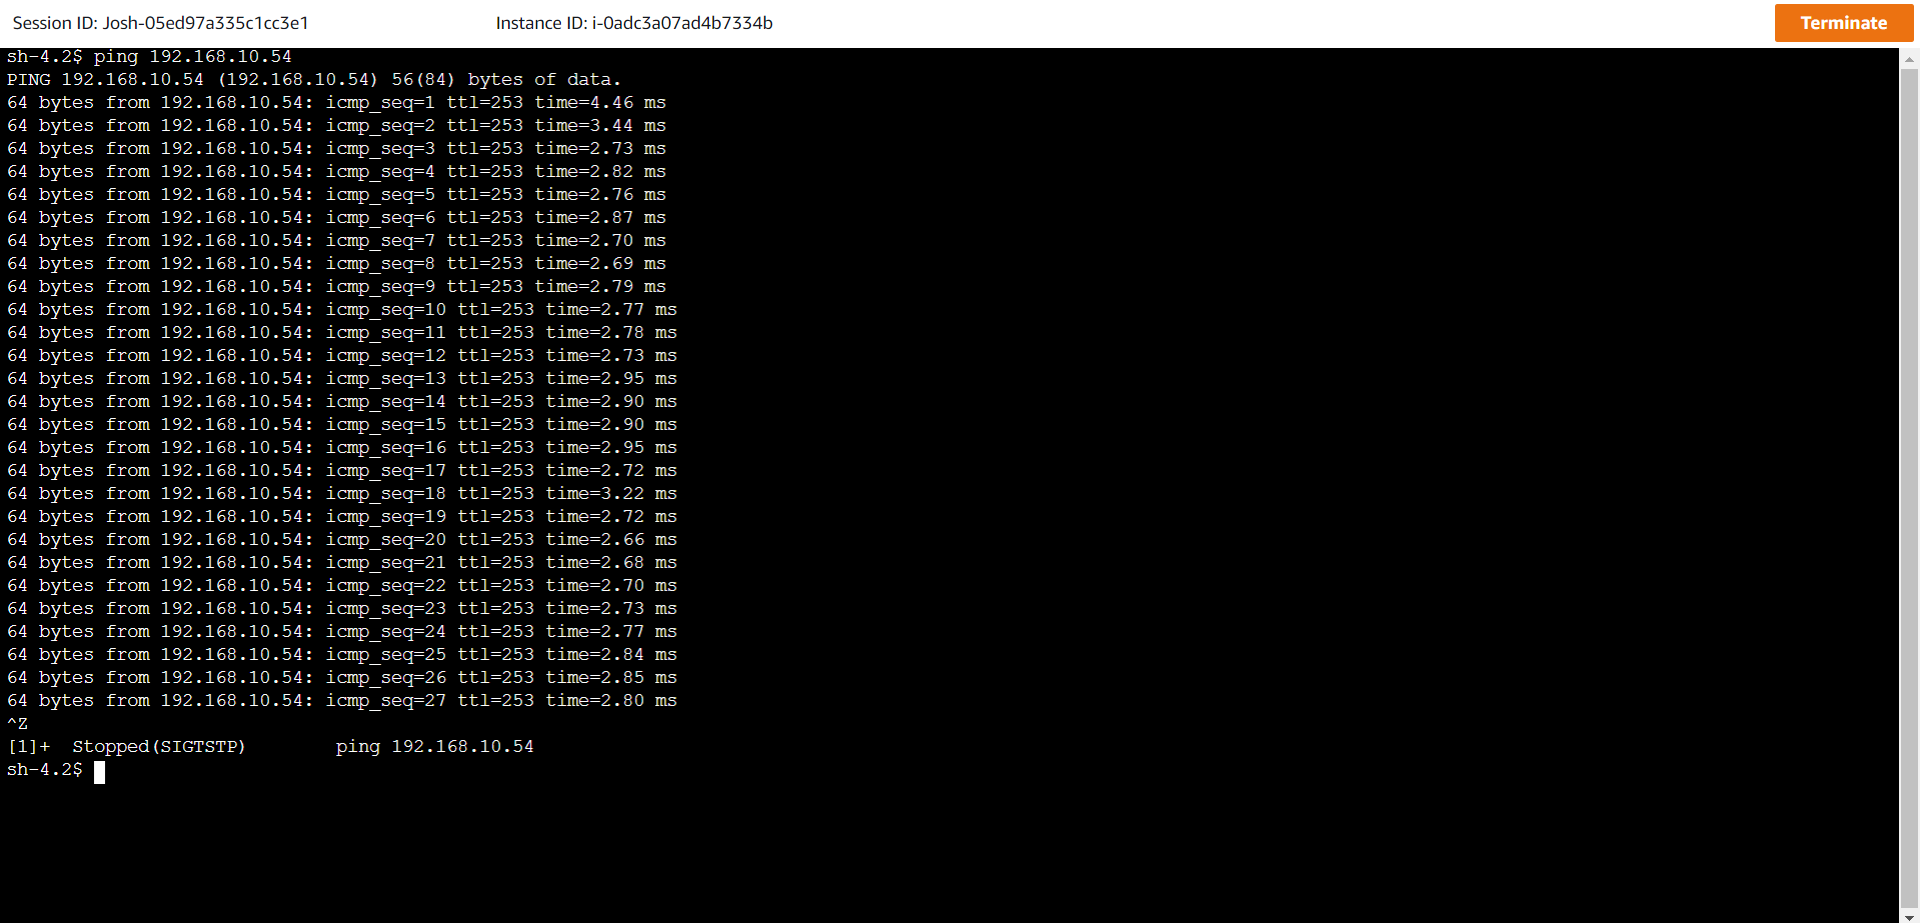 Session ID: Josh-05ed97a335c1cc3e1 Instance ID: i-0adc3a07ad4b7334b Terminate
sh-4.2$ ping 192.168.10.54
PING 192.168.10.54 (192.168.10.54) 56(84) bytes of data.
64 bytes from 192.168.10.54: icmp_seq=1 ttl=253 time=4.46 ms
64 bytes from 192.168.10.54: icmp_seq=2 ttl=253 time=3.44 ms
64 bytes from 192.168.10.54: icmp_seq=3 ttl=253 time=2.73 ms
64 bytes from 192.168.10.54: icmp_seq=4 ttl=253 time=2.82 ms
64 bytes from 192.168.10.54: icmp_seq=5 ttl=253 time=2.76 ms
64 bytes from 192.168.10.54: icmp_seq=6 ttl=253 time=2.87 ms
64 bytes from 192.168.10.54: icmp_seq=7 ttl=253 time=2.70 ms
64 bytes from 192.168.10.54: icmp_seq=8 ttl=253 time=2.69 ms
64 bytes from 192.168.10.54: icmp_seq=9 ttl=253 time=2.79 ms
64 bytes from 192.168.10.54: icmp_seq=10 ttl=253 time=2.77 ms
64 bytes from 192.168.10.54: icmp_seq=11 ttl=253 time=2.78 ms
64 bytes from 192.168.10.54: icmp_seq=12 ttl=253 time=2.73 ms
64 bytes from 192.168.10.54: icmp_seq=13 ttl=253 time=2.95 ms
64 bytes from 192.168.10.54: icmp_seq=14 ttl=253 time=2.90 ms
64 bytes from 192.168.10.54: icmp_seq=15 ttl=253 time=2.90 ms
64 bytes from 192.168.10.54: icmp_seq=16 ttl=253 time=2.95 ms
64 bytes from 192.168.10.54: icmp_seq=17 ttl=253 time=2.72 ms
64 bytes from 192.168.10.54: icmp_seq=18 ttl=253 time=3.22 ms
64 bytes from 192.168.10.54: icmp_seq=19 ttl=253 time=2.72 ms
64 bytes from 192.168.10.54: icmp_seq=20 ttl=253 time=2.66 ms
64 bytes from 192.168.10.54: icmp_seq=21 ttl=253 time=2.68 ms
64 bytes from 192.168.10.54: icmp_seq=22 ttl=253 time=2.70 ms
64 bytes from 192.168.10.54: icmp_seq=23 ttl=253 time=2.73 ms
64 bytes from 192.168.10.54: icmp_seq=24 ttl=253 time=2.77 ms
64 bytes from 192.168.10.54: icmp_seq=25 ttl=253 time=2.84 ms
64 bytes from 192.168.10.54: icmp_seq=26 ttl=253 time=2.85 ms
64 bytes from 192.168.10.54: icmp_seq=27 ttl=253 time=2.80 ms
^Z
[1]+  Stopped(SIGTSTP)        ping 192.168.10.54
sh-4.2$